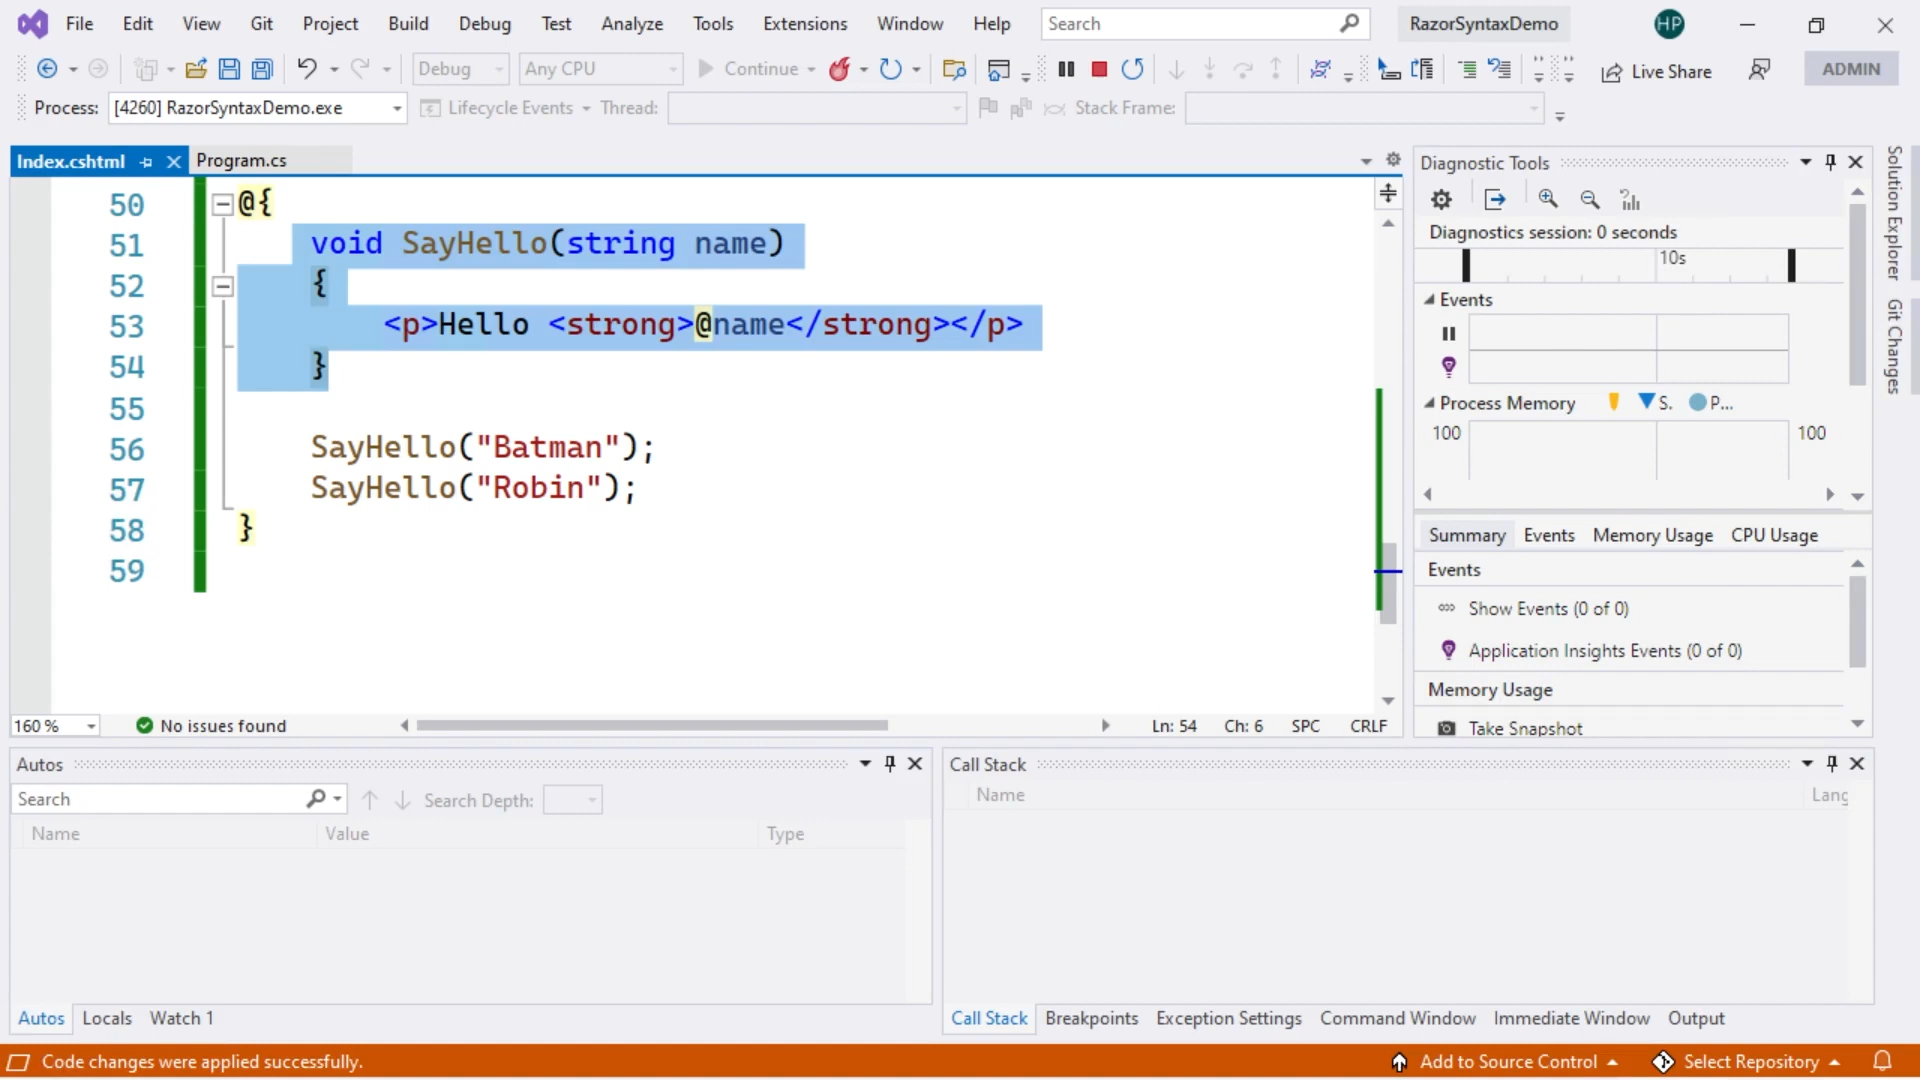 File Edit View Git Project Build Debug Test Analyze Tools Extensions Window Help Search RazorSyntaxDemo HP
Debug Any CPU Continue Live Share ADMIN
Process: [4260] RazorSyntaxDemo.exe Lifecycle Events Thread: Stack Frame:
Index.cshtml Program.cs
50 @{
51 void SayHello(string name)
52 {
53 <p>Hello <strong>@name</strong></p>
54 }
55
56 SayHello("Batman");
57 SayHello("Robin");
58 }
59
160 % No issues found Ln: 54 Ch: 6 SPC CRLF
Diagnostic Tools
Diagnostics session: 0 seconds
10s
Events
Process Memory S. P...
100 100
Summary Events Memory Usage CPU Usage
Events
Show Events (0 of 0)
Application Insights Events (0 of 0)
Memory Usage
Take Snapshot
Solution Explorer
Git Changes
Autos
Search Search Depth:
Name Value Type
Autos Locals Watch 1
Call Stack
Name Lang
Call Stack Breakpoints Exception Settings Command Window Immediate Window Output
Code changes were applied successfully. Add to Source Control Select Repository